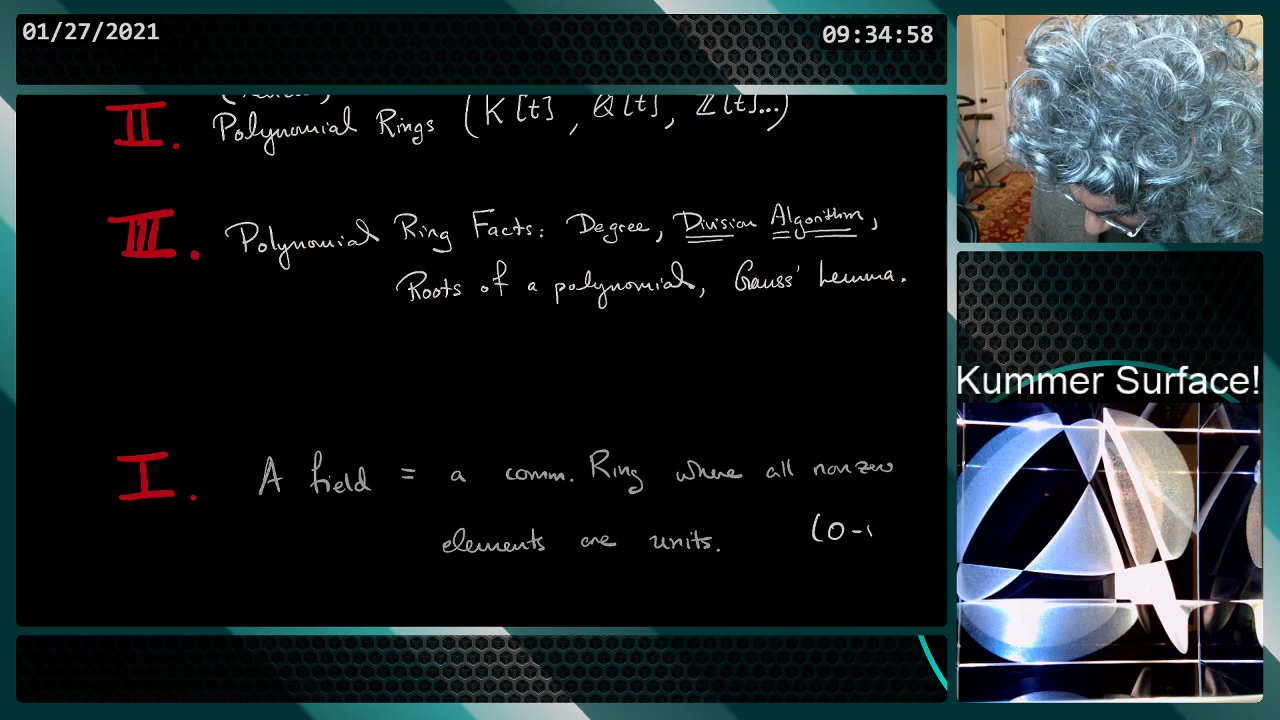 01/27/2021
09:34:58
II. Polynomial Rings (K[t], Q[t], Z[t]...)
III. Polynomial Ring Facts: Degree, Division Algorithm,
Roots of a polynomial, Gauss' Lemma.
I. A field = a comm. Ring where all nonzero
elements are units. (0-
Kummer Surface!